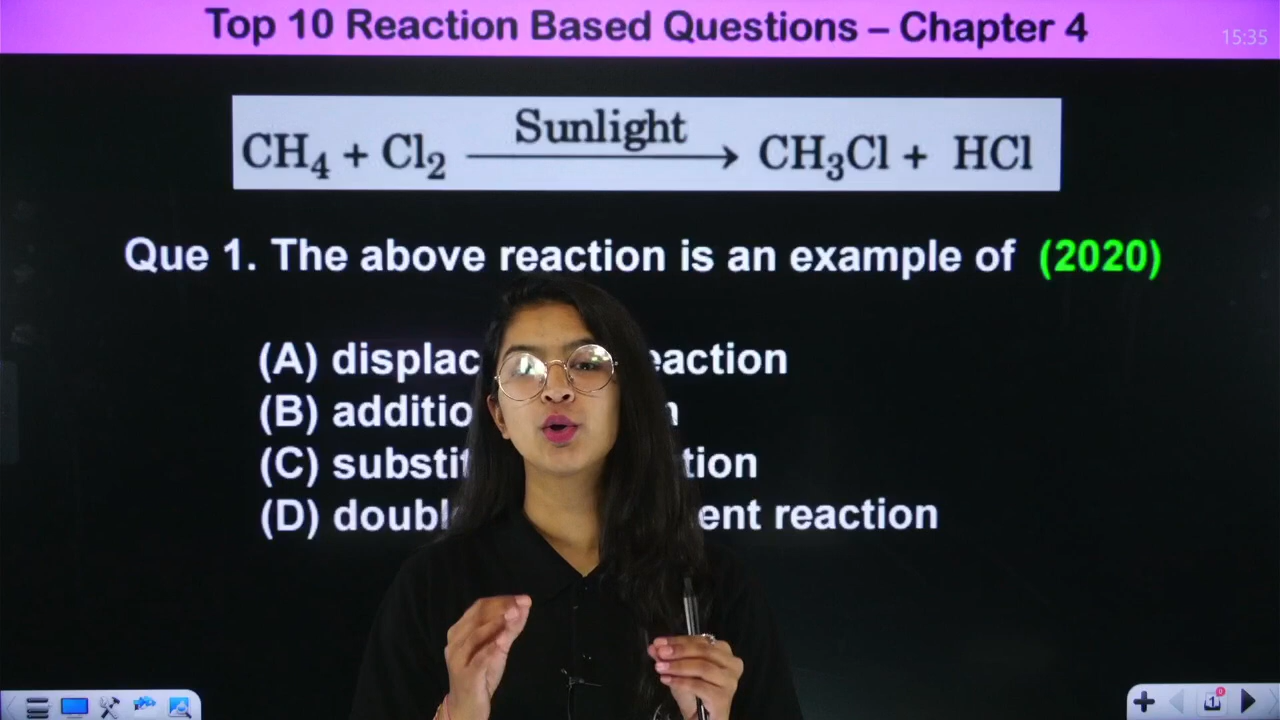 Top 10 Reaction Based Questions – Chapter 4
15:35
Sunlight
CH₄ + Cl₂ ⟶ CH₃Cl + HCl
Que 1. The above reaction is an example of (2020)
(A) displac eaction
(B) additio n
(C) substit tion
(D) doubl ent reaction
1